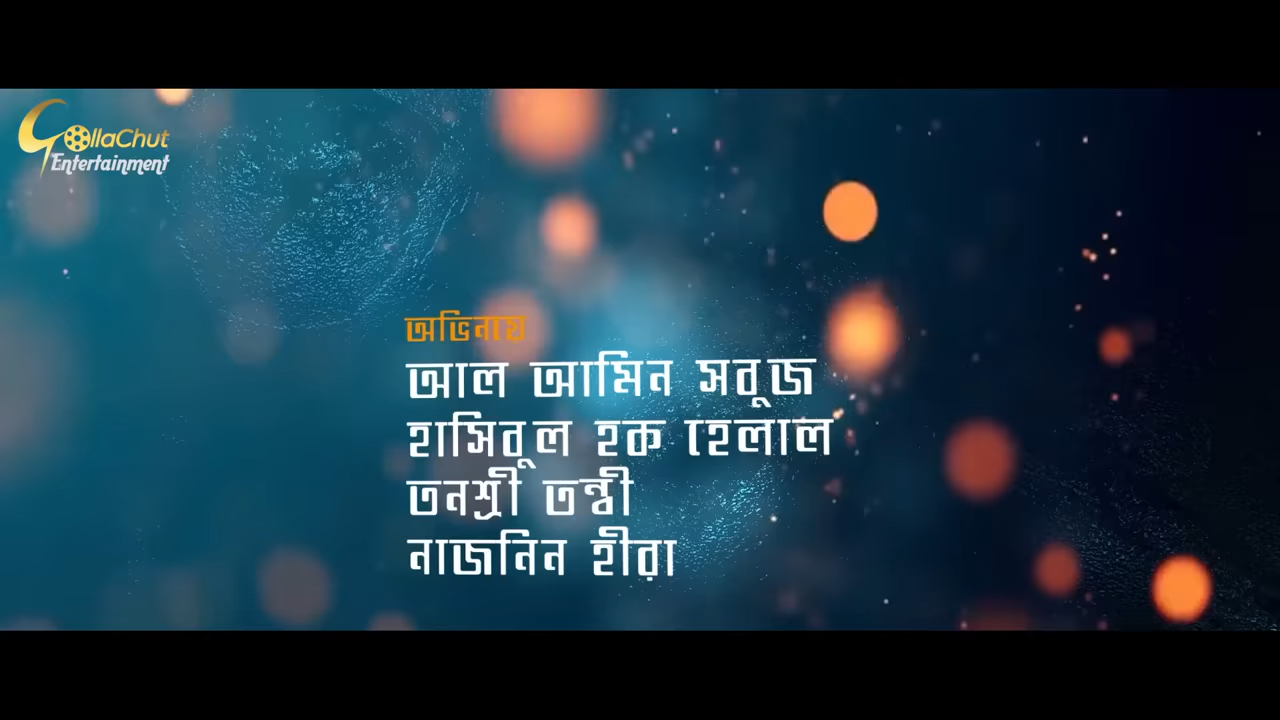 GollaChut
Entertainment
অভিনয়ে
আল আমিন সবুজ
হাসিবুল হক হেলাল
তনশ্রী তন্বী
নাজনিন হীরা